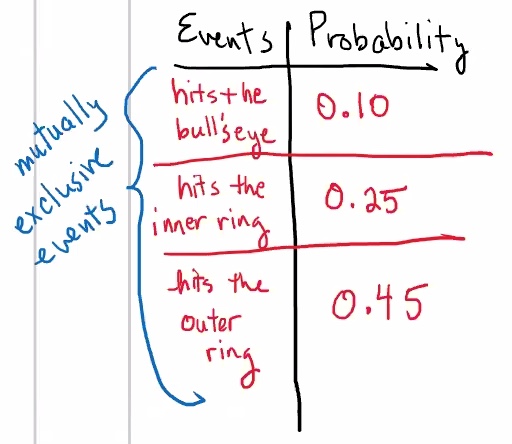 Events Probability
hits the
bull's eye
0.10
mutually
exclusive
events
hits the
inner ring
0.25
hits the
outer
ring
0.45